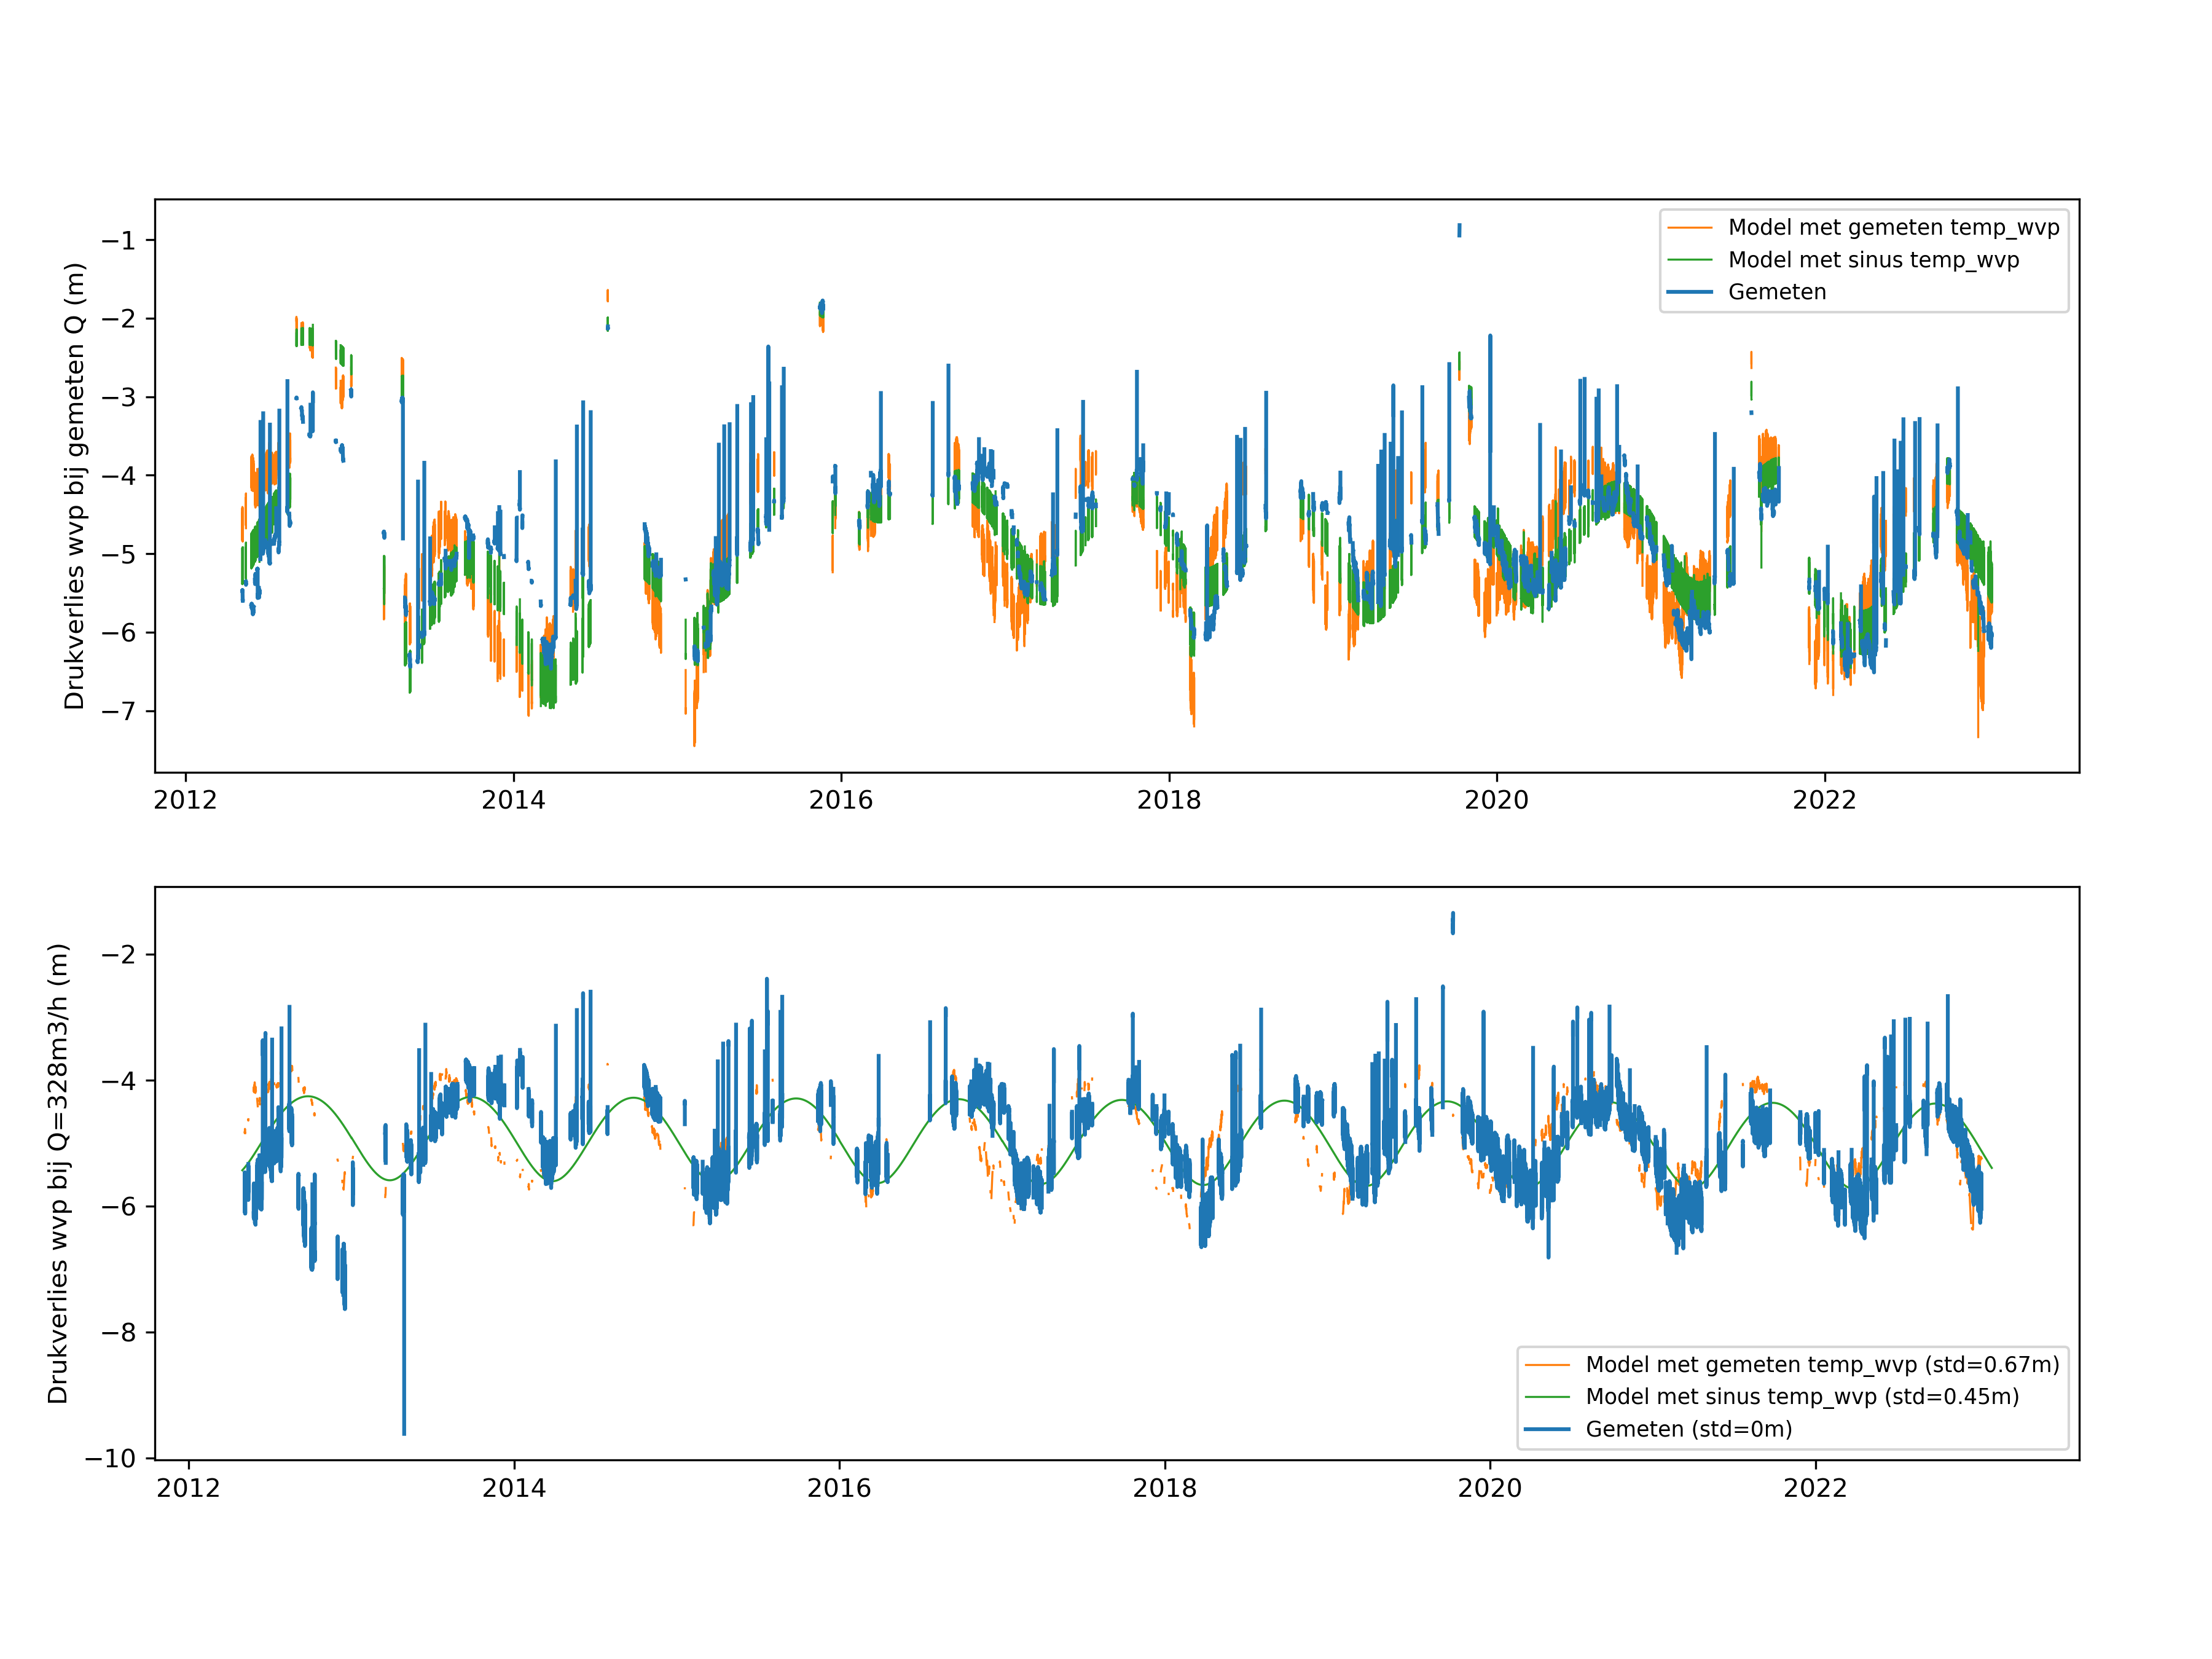 Drukverlies wvp bij gemeten Q (m)
−1
−2
−3
−4
−5
−6
−7
Model met gemeten temp_wvp
Model met sinus temp_wvp
Gemeten
2012 2014 2016 2018 2020 2022
Drukverlies wvp bij Q=328m3/h (m)
−2
−4
−6
−8
−10
Model met gemeten temp_wvp (std=0.67m)
Model met sinus temp_wvp (std=0.45m)
Gemeten (std=0m)
2012 2014 2016 2018 2020 2022